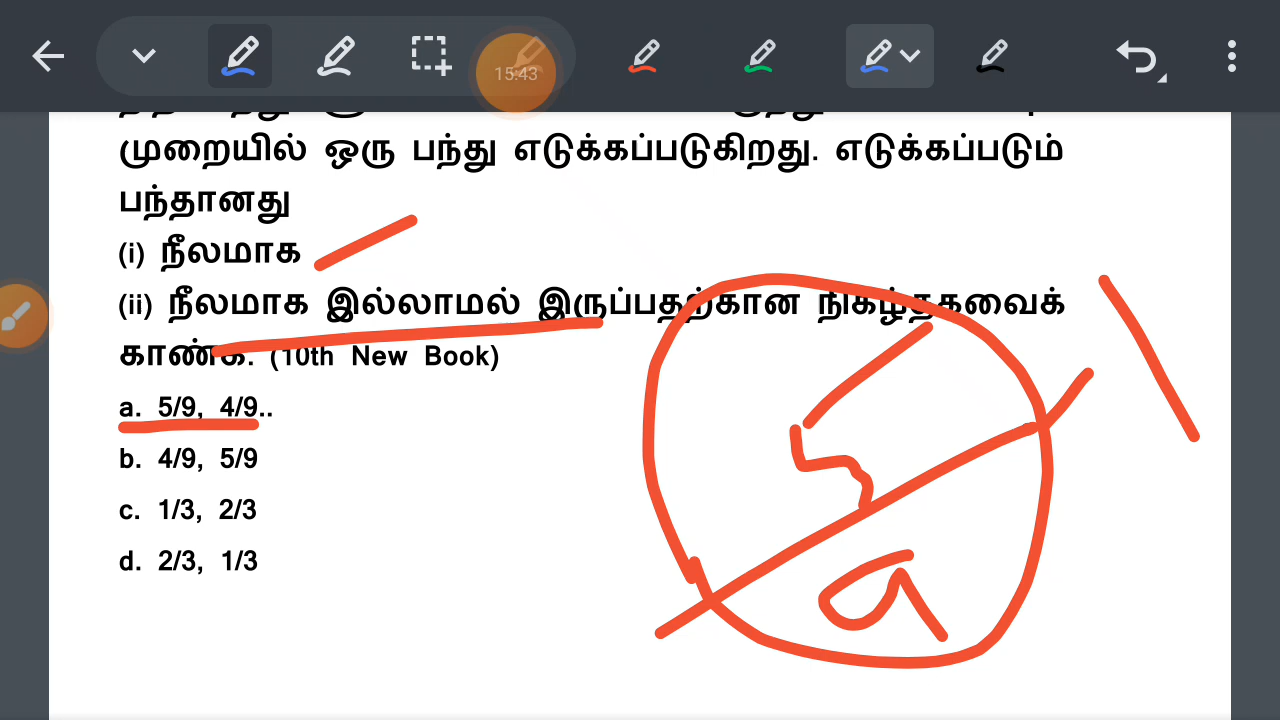 15:43
முறையில் ஒரு பந்து எடுக்கப்படுகிறது. எடுக்கப்படும்
பந்தானது
(i) நீலமாக
(ii) நீலமாக இல்லாமல் இருப்பதற்கான நிகழ்தகவைக்
காண்க. (10th New Book)
a. 5/9, 4/9..
b. 4/9, 5/9
c. 1/3, 2/3
d. 2/3, 1/3
5
9